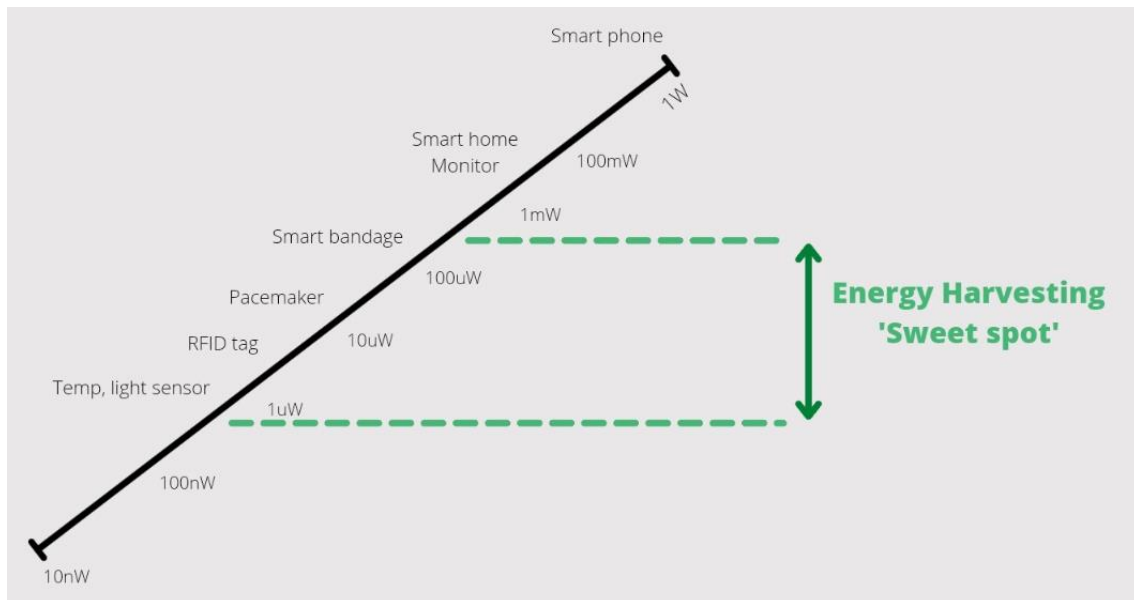 Smart phone
1W
Smart home
Monitor
100mW
1mW
Smart bandage
100uW
Energy Harvesting
'Sweet spot'
Pacemaker
10uW
RFID tag
Temp, light sensor
1uW
100nW
10nW